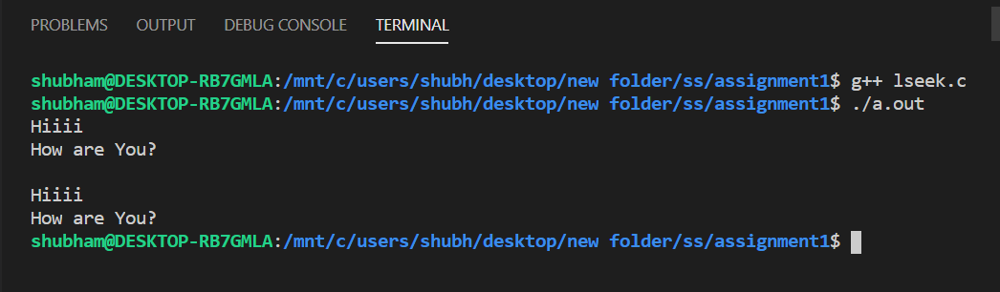 PROBLEMS OUTPUT DEBUG CONSOLE TERMINAL
shubham@DESKTOP-RB7GMLA:/mnt/c/users/shubh/desktop/new folder/ss/assignment1$ g++ lseek.c
shubham@DESKTOP-RB7GMLA:/mnt/c/users/shubh/desktop/new folder/ss/assignment1$ ./a.out
Hiiii
How are You?
Hiiii
How are You?
shubham@DESKTOP-RB7GMLA:/mnt/c/users/shubh/desktop/new folder/ss/assignment1$